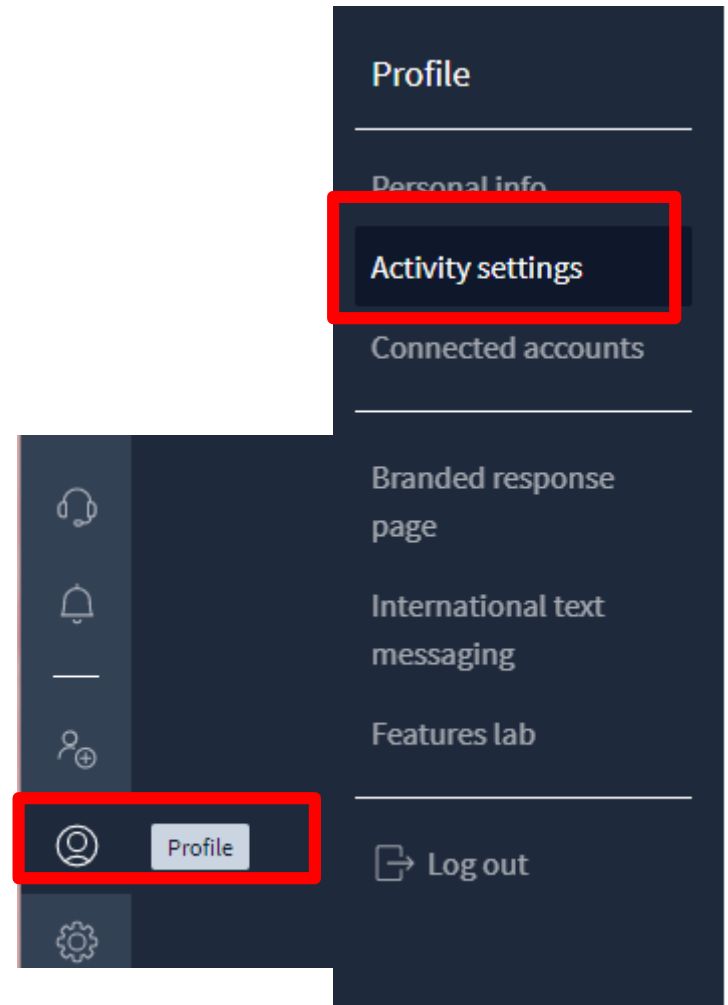 Profile
Personal info
Activity settings
Connected accounts
Branded response
page
International text
messaging
Features lab
Profile
Log out